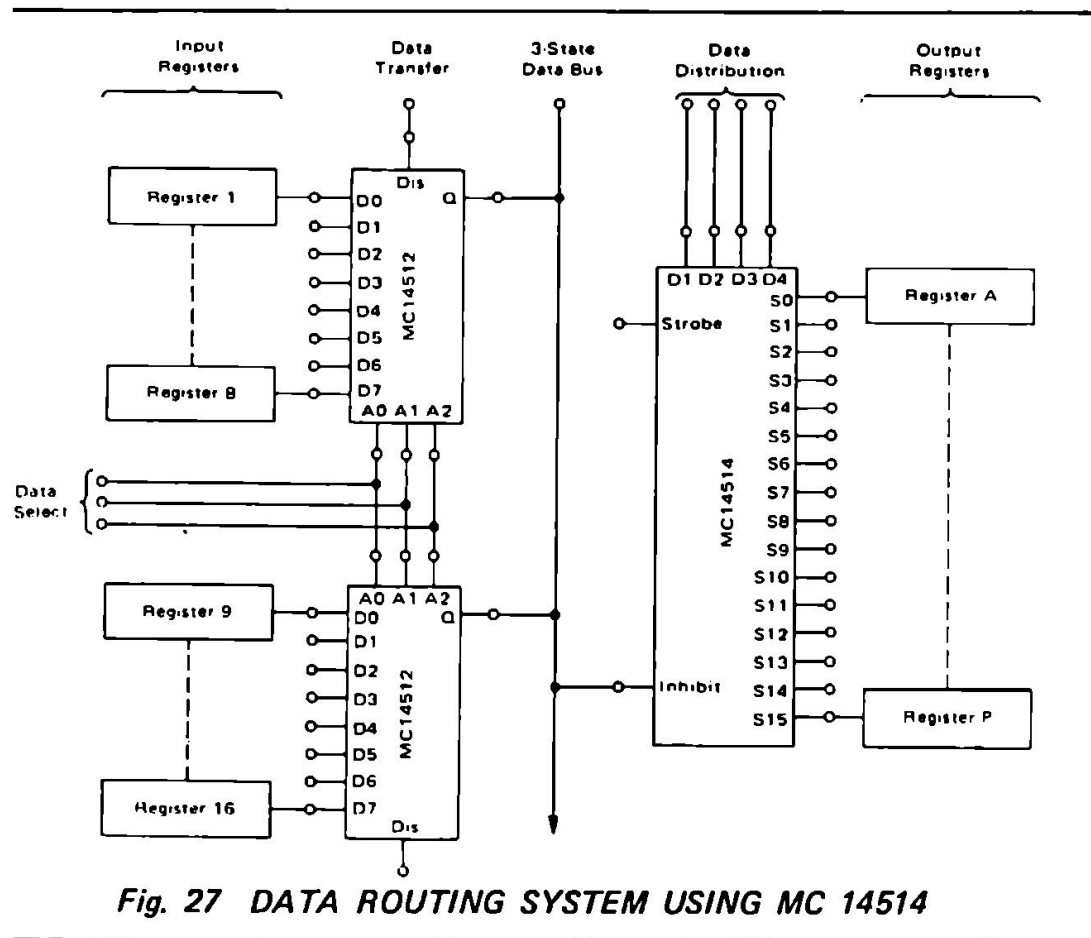 Input
Registers
Data
Transfer
3-State
Data Bus
Data
Distribution
Output
Registers
Register 1
Dis
D0
Q
D1
D2
D3
D4
D5
D6
D7
MC14512
A0 A1 A2
Register 8
Data
Select
Register 9
A0 A1 A2
D0
Q
D1
D2
D3
D4
D5
D6
D7
MC14512
Dis
Register 16
D1 D2 D3 D4
Strobe
MC14514
Inhibit
S0
S1
S2
S3
S4
S5
S6
S7
S8
S9
S10
S11
S12
S13
S14
S15
Register A
Register P
Fig. 27 DATA ROUTING SYSTEM USING MC 14514